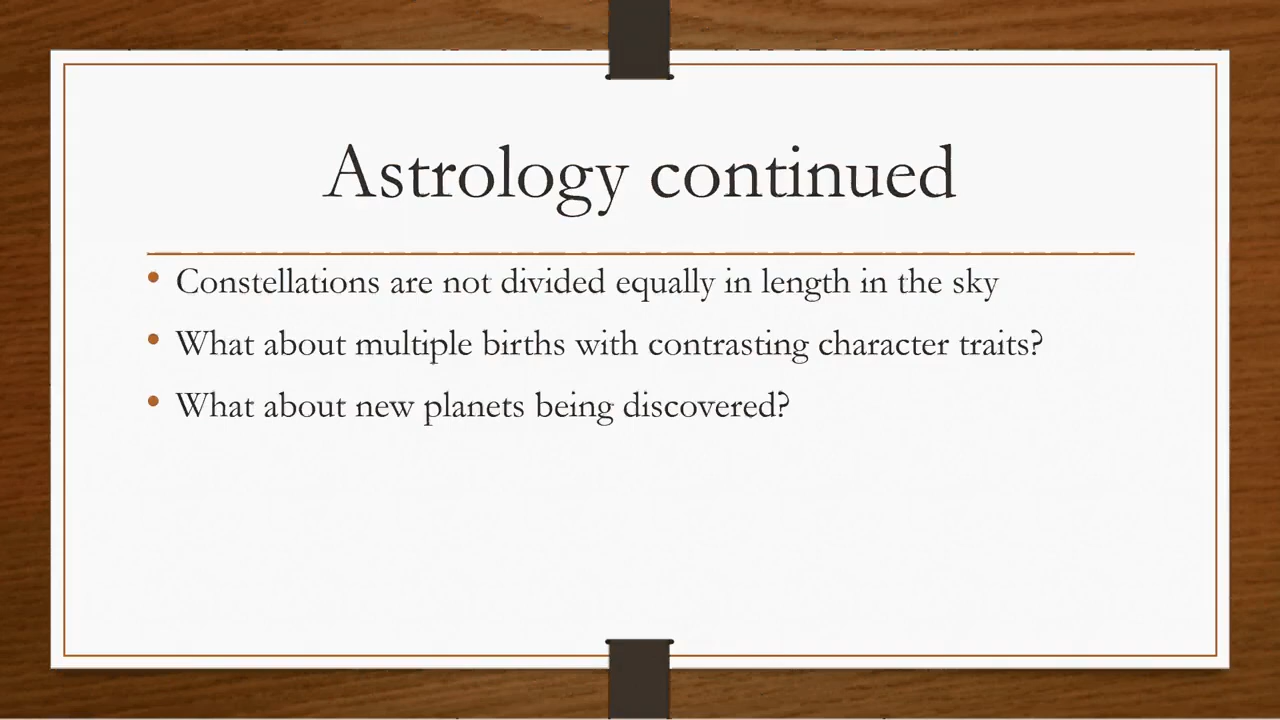 Astrology continued
• Constellations are not divided equally in length in the sky
• What about multiple births with contrasting character traits?
• What about new planets being discovered?